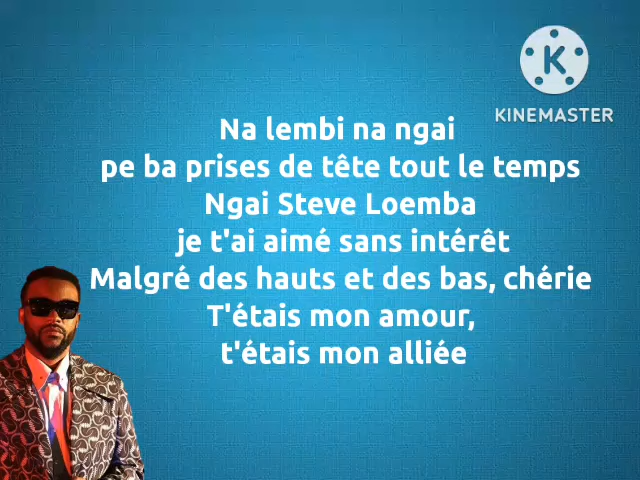 KINEMASTER
Na lembi na ngai
pe ba prises de tête tout le temps
Ngai Steve Loemba
je t'ai aimé sans intérêt
Malgré des hauts et des bas, chérie
T'étais mon amour,
t'étais mon alliée